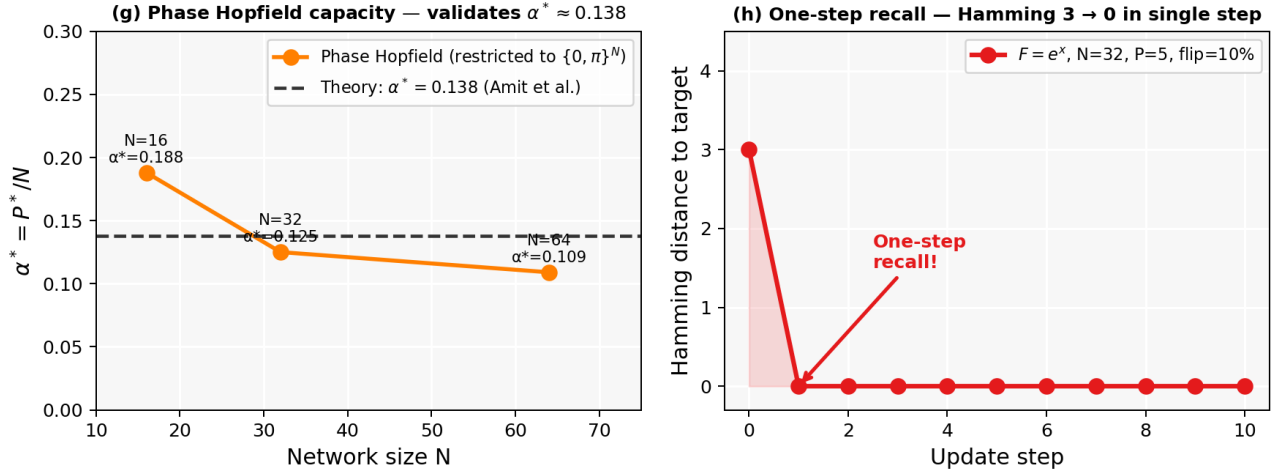 (g) Phase Hopfield capacity — validates α* ≈ 0.138
0.30
0.25
0.20
0.15
0.10
0.05
0.00
α* = P*/N
Phase Hopfield (restricted to {0, π}^N)
Theory: α* = 0.138 (Amit et al.)
N=16
α*=0.188
N=32
α*=0.125
N=64
α*=0.109
10 20 30 40 50 60 70
Network size N
(h) One-step recall — Hamming 3 → 0 in single step
4
3
2
1
0
Hamming distance to target
F = e^x, N=32, P=5, flip=10%
One-step
recall!
0 2 4 6 8 10
Update step